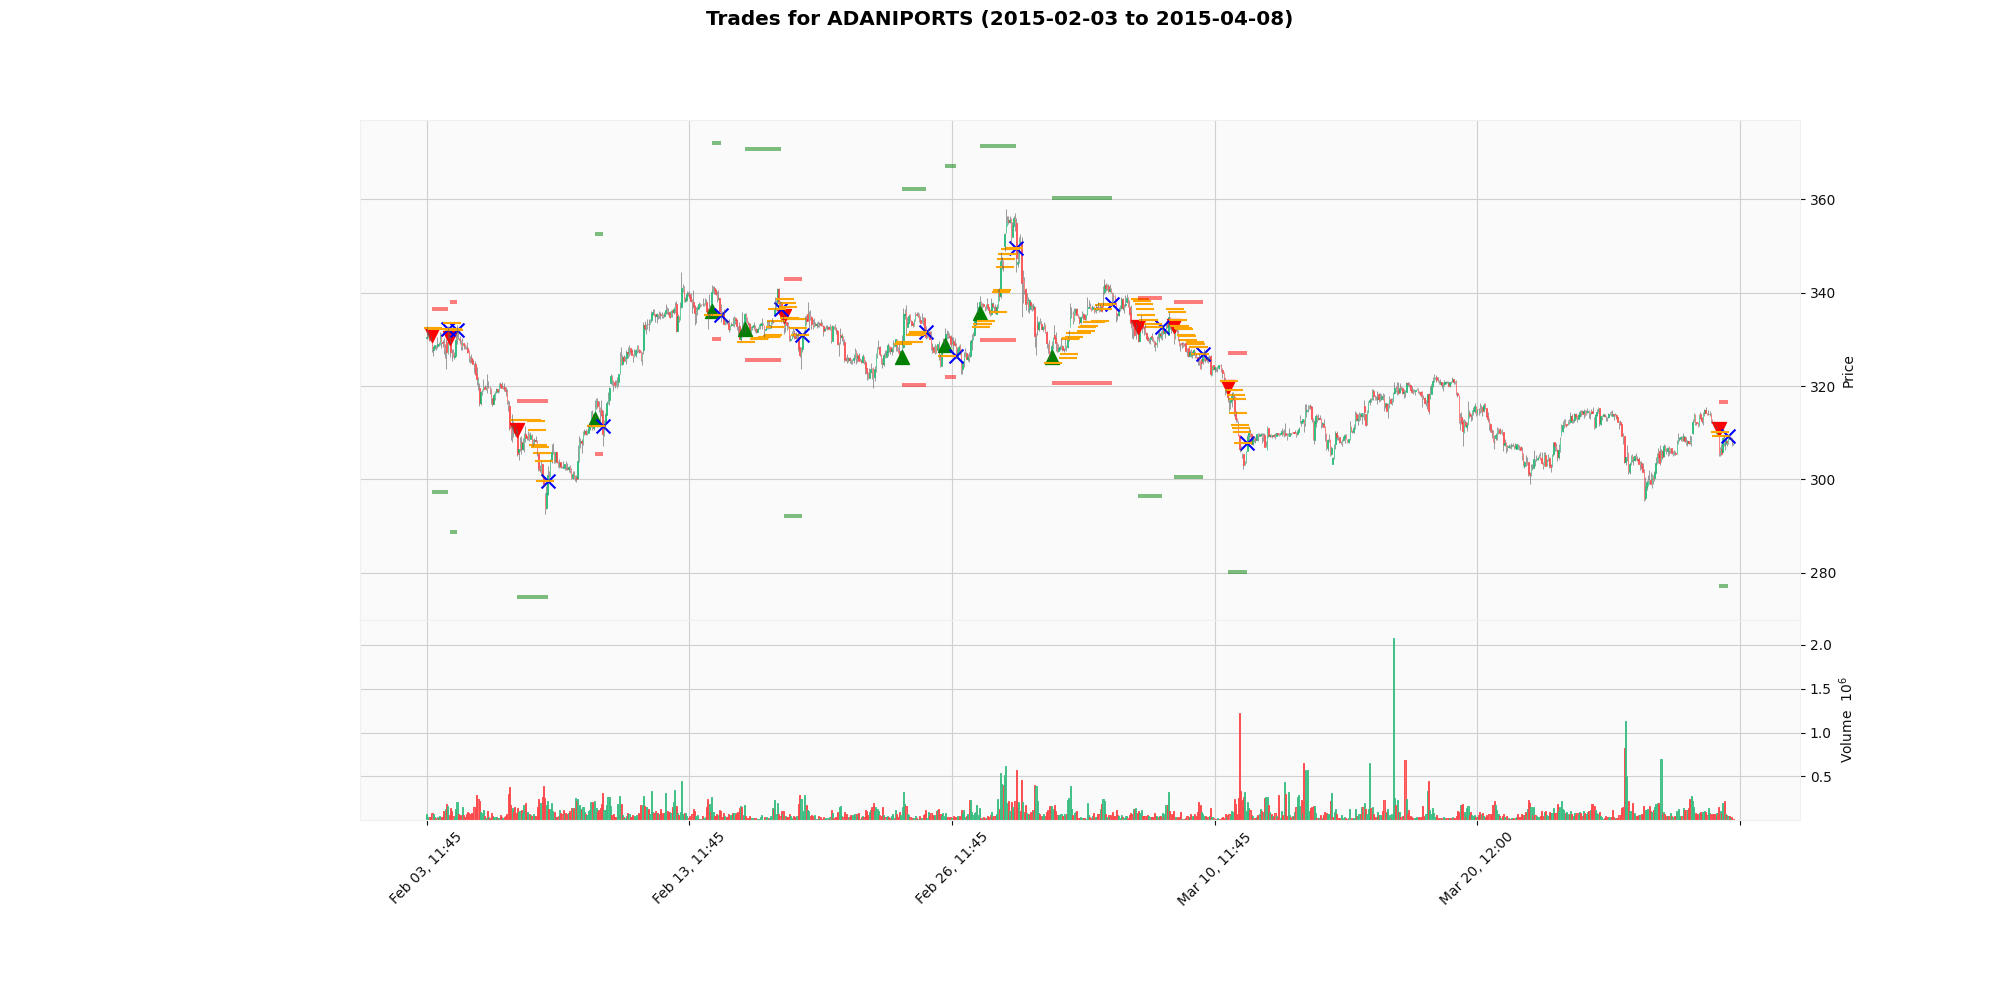 Trades for ADANIPORTS (2015-02-03 to 2015-04-08)
360
340
320
300
280
Price
2.0
1.5
1.0
0.5
Volume 10^6
Feb 03, 11:45
Feb 13, 11:45
Feb 26, 11:45
Mar 10, 11:45
Mar 20, 12:00